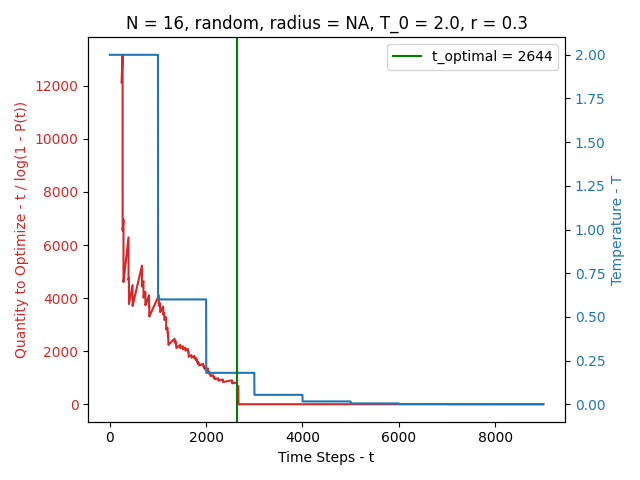 N = 16, random, radius = NA, T_0 = 2.0, r = 0.3
t_optimal = 2644
Quantity to Optimize - t / log(1 - P(t))
12000
10000
8000
6000
4000
2000
0
2.00
1.75
1.50
1.25
1.00
0.75
0.50
0.25
0.00
Temperature - T
0 2000 4000 6000 8000
Time Steps - t